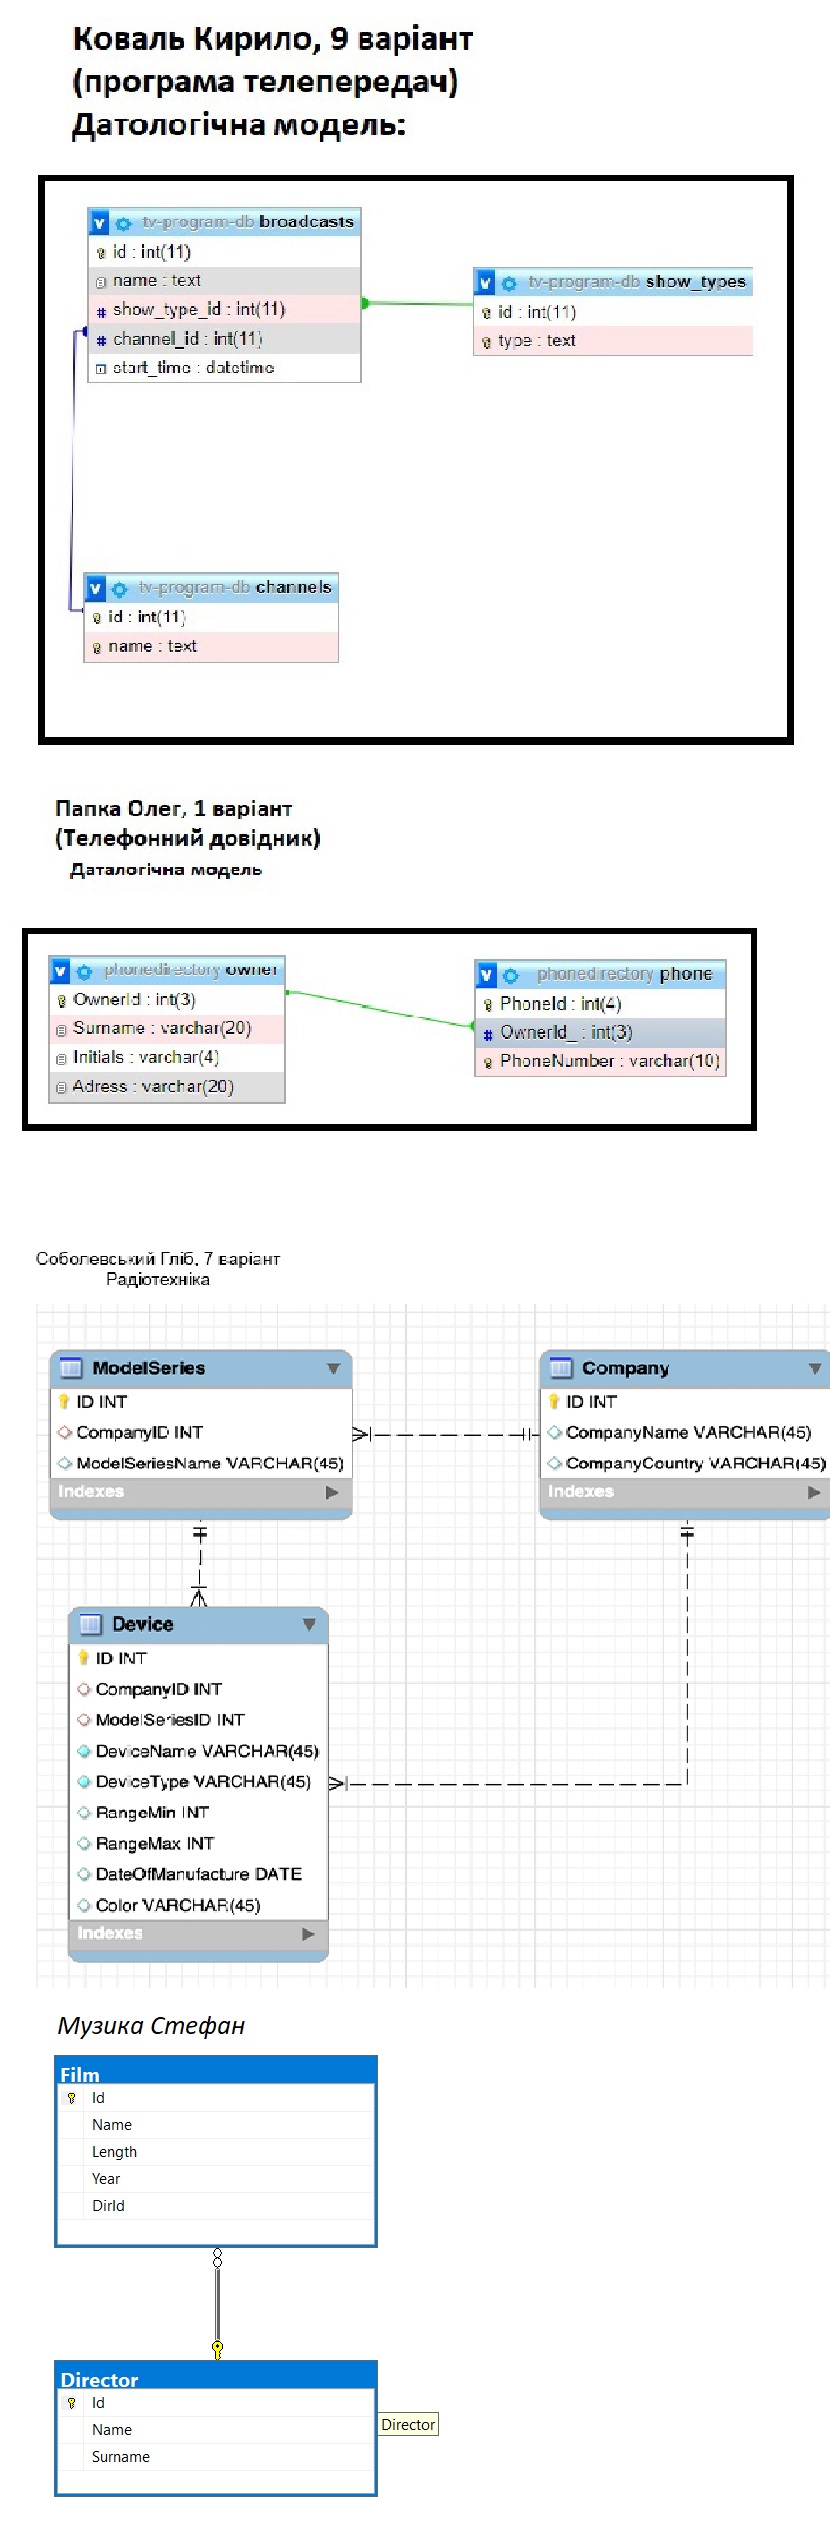 Коваль Кирило, 9 варіант
(програма телепередач)
Датологічна модель:
v tv-program-db broadcasts
id : int(11)
name : text
# show_type_id : int(11)
# channel_id : int(11)
start_time : datetime
v tv-program-db show_types
id : int(11)
type : text
v tv-program-db channels
id : int(11)
name : text
Папка Олег, 1 варіант
(Телефонний довідник)
Даталогічна модель
v phonedirectory owner
OwnerId : int(3)
Surname : varchar(20)
Initials : varchar(4)
Adress : varchar(20)
v phonedirectory phone
PhoneId : int(4)
# OwnerId_ : int(3)
PhoneNumber : varchar(10)
Соболевський Гліб, 7 варіант
Радіотехніка
ModelSeries
ID INT
CompanyID INT
ModelSeriesName VARCHAR(45)
Indexes
Company
ID INT
CompanyName VARCHAR(45)
CompanyCountry VARCHAR(45)
Indexes
Device
ID INT
CompanyID INT
ModelSeriesID INT
DeviceName VARCHAR(45)
DeviceType VARCHAR(45)
RangeMin INT
RangeMax INT
DateOfManufacture DATE
Color VARCHAR(45)
Indexes
Музика Стефан
Film
Id
Name
Length
Year
DirId
Director
Id
Name
Surname
Director